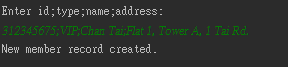 Enter id;type;name;address:
312345675;VIP;Chan Tai;Flat 1, Tower A, 1 Tai Rd.
New member record created.